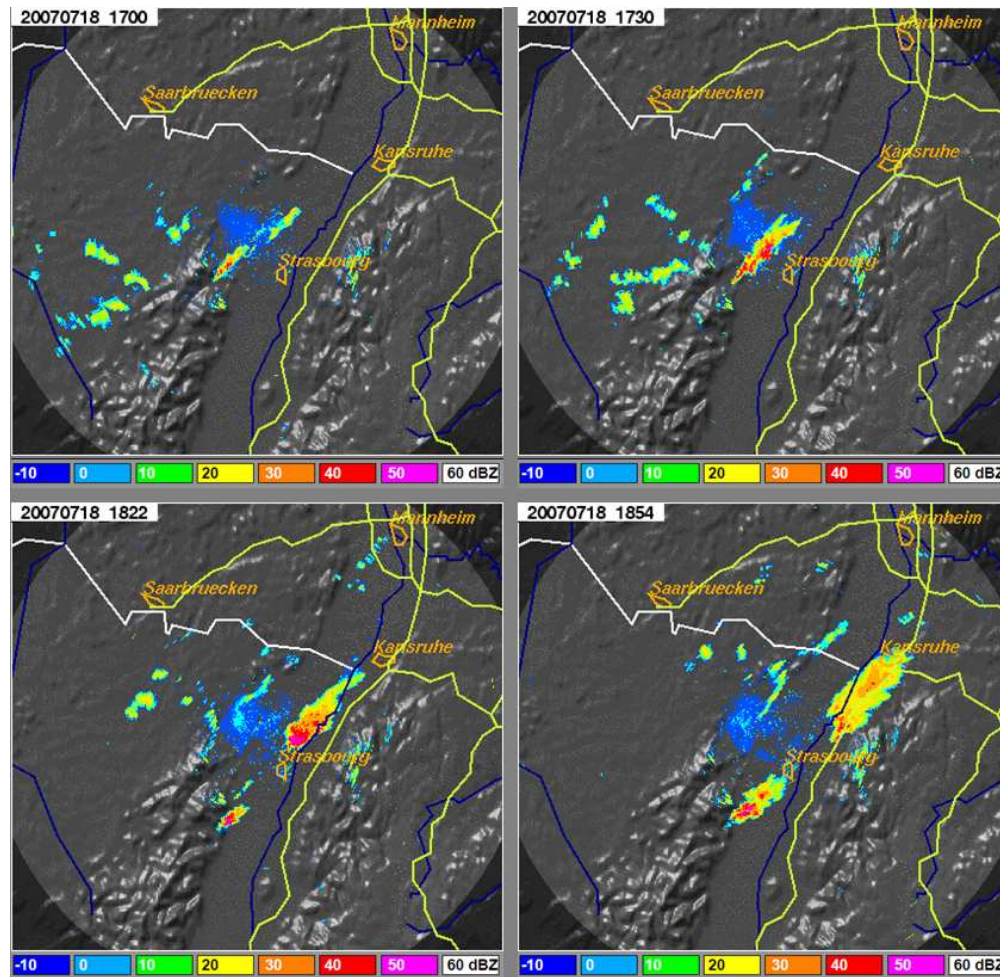 20070718 1700
Mannheim
Saarbruecken
Karlsruhe
Strasbourg
-10 0 10 20 30 40 50 60 dBZ
20070718 1730
Mannheim
Saarbruecken
Karlsruhe
Strasbourg
-10 0 10 20 30 40 50 60 dBZ
20070718 1822
Mannheim
Saarbruecken
Karlsruhe
Strasbourg
-10 0 10 20 30 40 50 60 dBZ
20070718 1854
Mannheim
Saarbruecken
Karlsruhe
Strasbourg
-10 0 10 20 30 40 50 60 dBZ